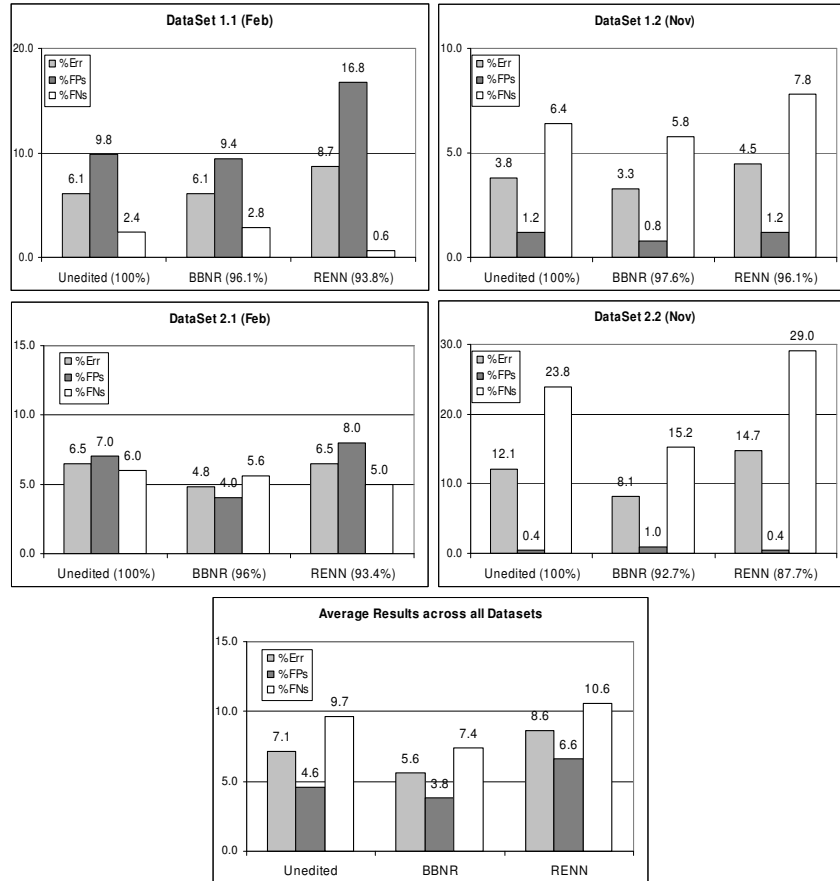 DataSet 1.1 (Feb)
20.0
10.0
0.0
%Err
%FPs
%FNs
6.1
9.8
2.4
6.1
9.4
2.8
8.7
16.8
0.6
Unedited (100%)
BBNR (96.1%)
RENN (93.8%)
DataSet 1.2 (Nov)
10.0
5.0
0.0
%Err
%FPs
%FNs
3.8
1.2
6.4
3.3
0.8
5.8
4.5
1.2
7.8
Unedited (100%)
BBNR (97.6%)
RENN (96.1%)
DataSet 2.1 (Feb)
15.0
10.0
5.0
0.0
%Err
%FPs
%FNs
6.5
7.0
6.0
4.8
4.0
5.6
6.5
8.0
5.0
Unedited (100%)
BBNR (96%)
RENN (93.4%)
DataSet 2.2 (Nov)
30.0
20.0
10.0
0.0
%Err
%FPs
%FNs
12.1
0.4
23.8
8.1
1.0
15.2
14.7
0.4
29.0
Unedited (100%)
BBNR (92.7%)
RENN (87.7%)
Average Results across all Datasets
15.0
10.0
5.0
0.0
%Err
%FPs
%FNs
7.1
4.6
9.7
5.6
3.8
7.4
8.6
6.6
10.6
Unedited
BBNR
RENN